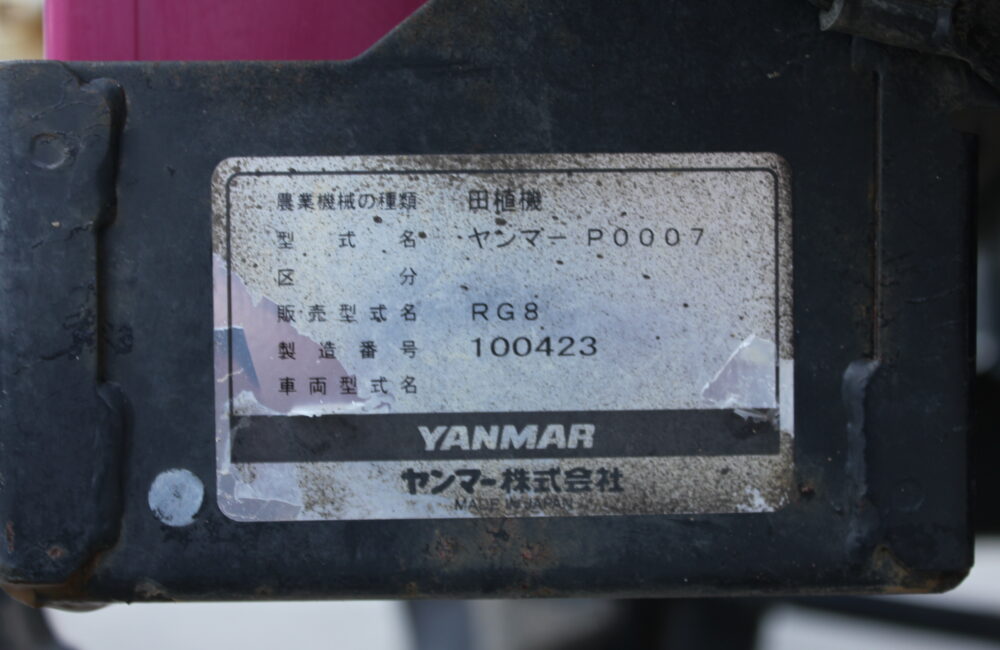 農業機械の種類 田植機
型式名 ヤンマー P0007
区分
販売型式名 RG8
製造番号 100423
車両型式名
YANMAR
ヤンマー株式会社
MADE IN JAPAN